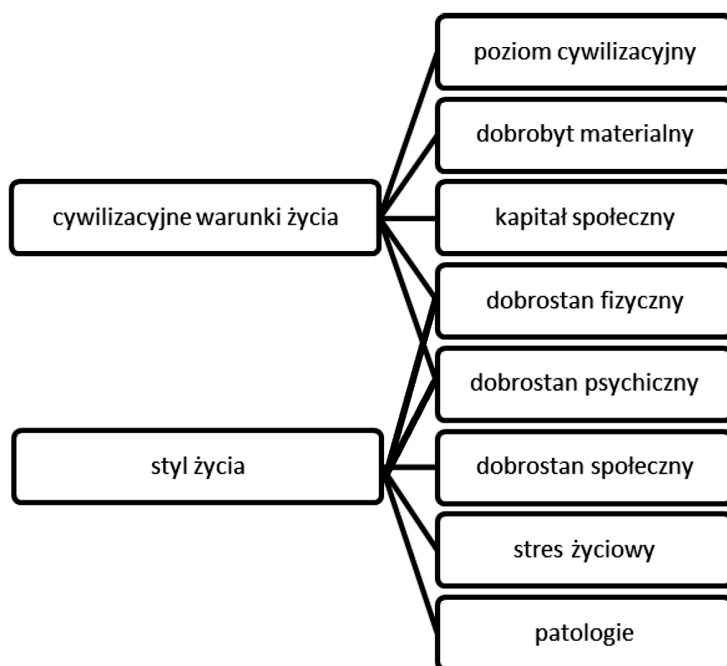 poziom cywilizacyjny
dobrobyt materialny
cywilizacyjne warunki życia
kapitał społeczny
dobrostan fizyczny
dobrostan psychiczny
styl życia
dobrostan społeczny
stres życiowy
patologie